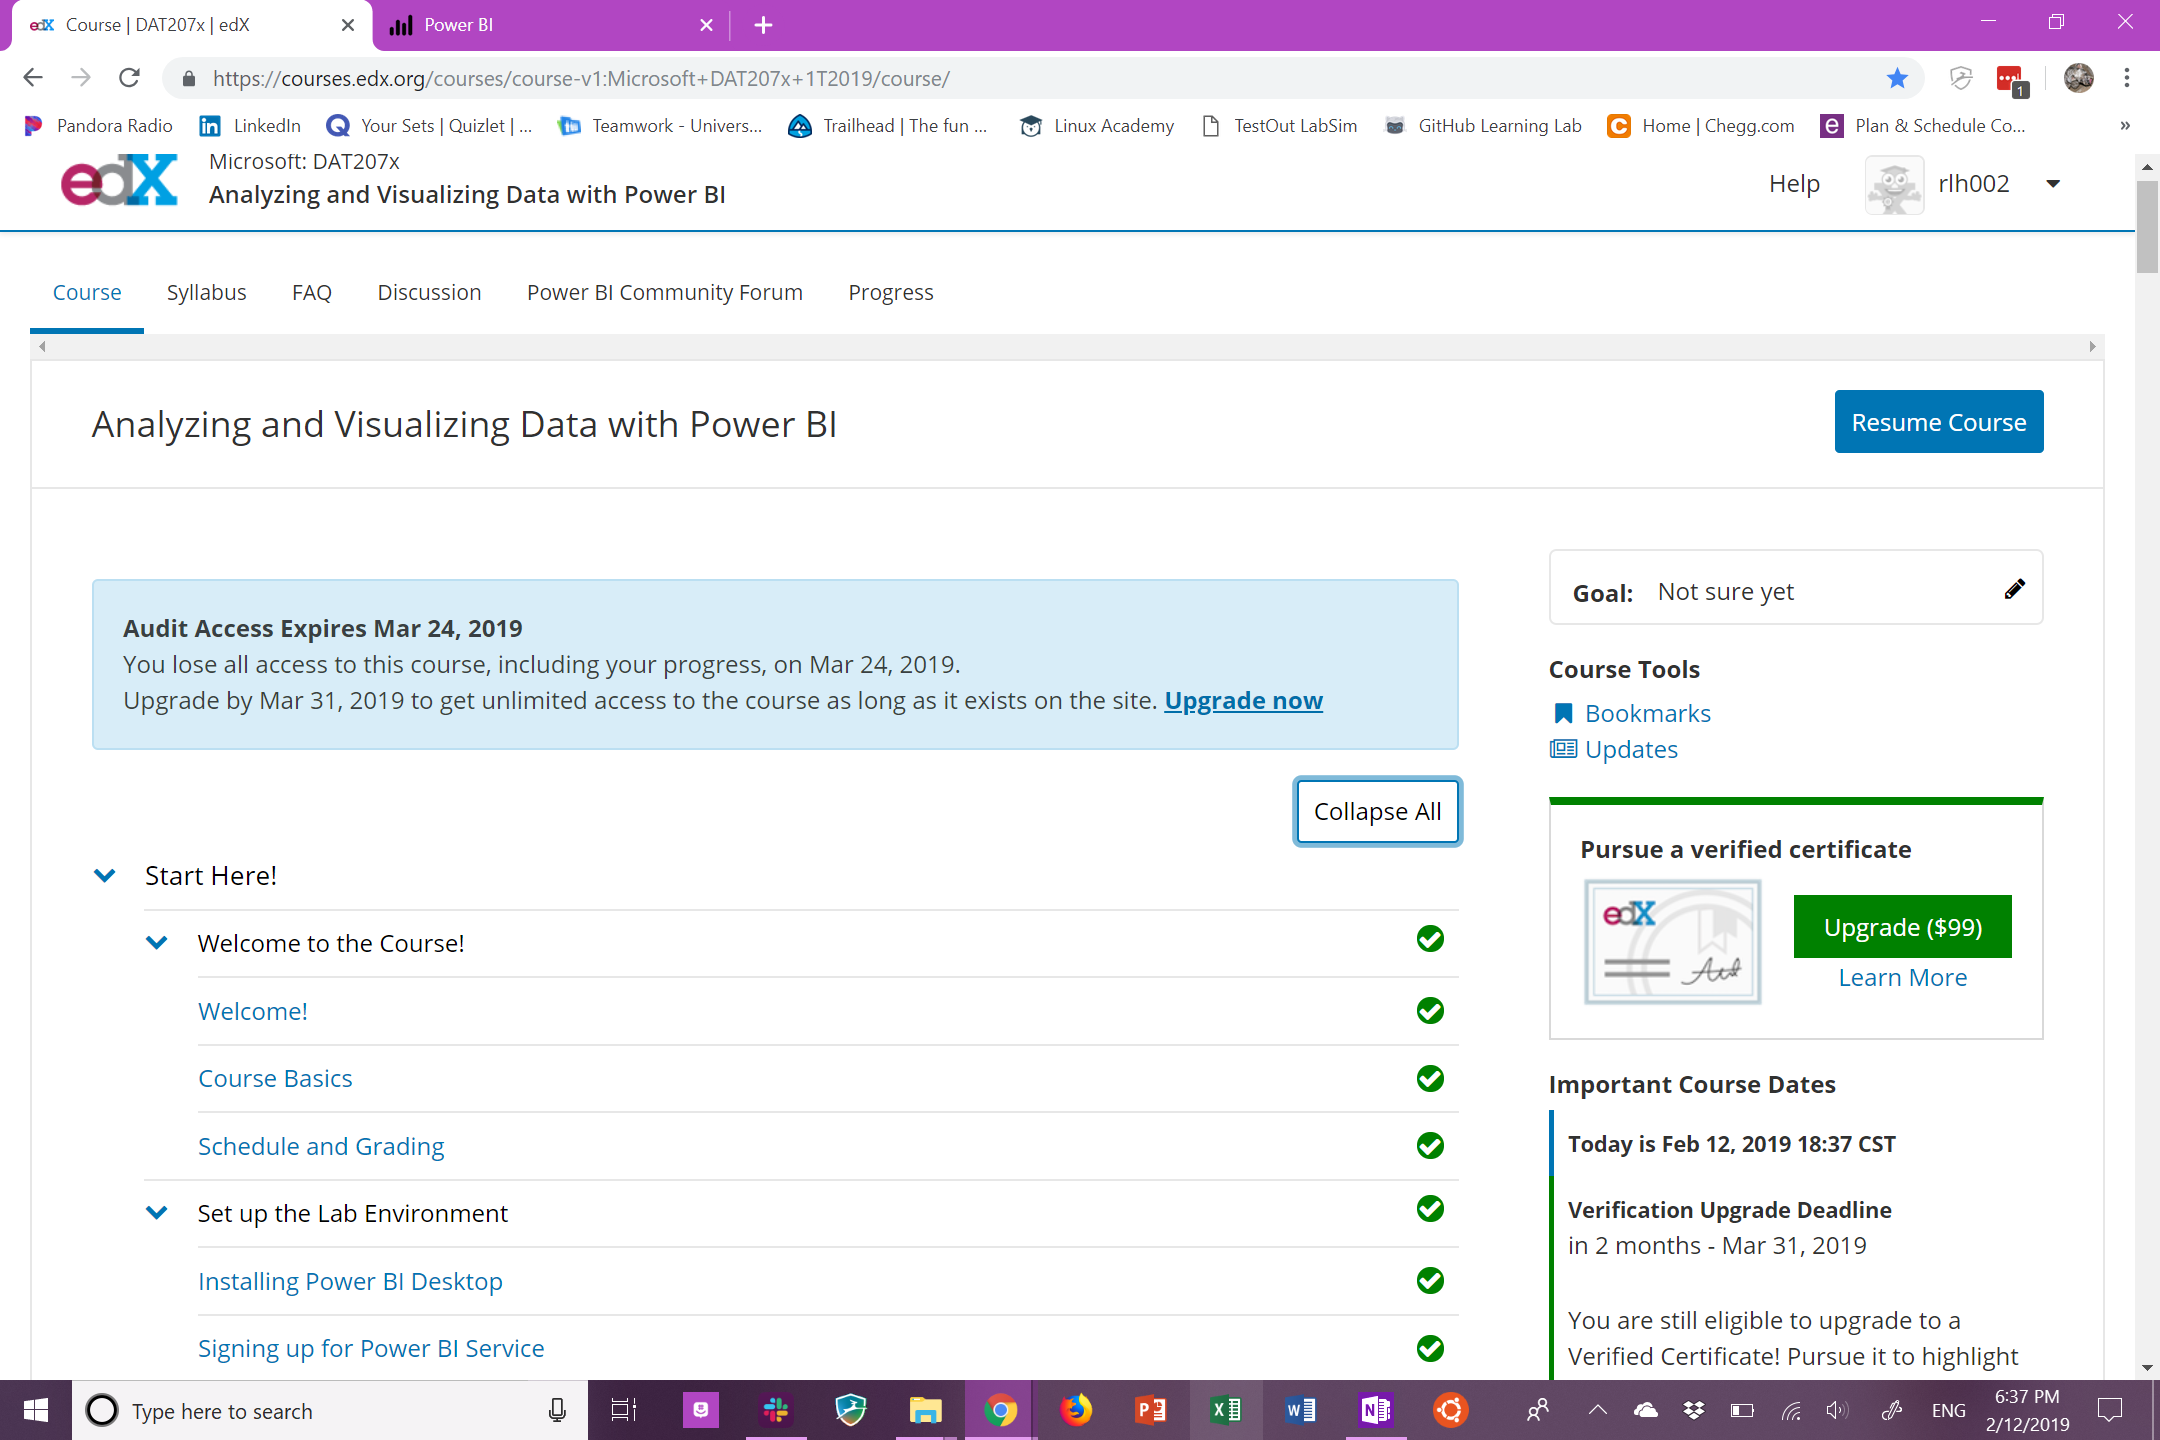 Course | DAT207x | edX
Power BI
https://courses.edx.org/courses/course-v1:Microsoft+DAT207x+1T2019/course/
1
Pandora Radio
LinkedIn
Your Sets | Quizlet | ...
Teamwork - Univers...
Trailhead | The fun ...
Linux Academy
TestOut LabSim
GitHub Learning Lab
Home | Chegg.com
Plan & Schedule Co...
»
edX
Microsoft: DAT207x
Analyzing and Visualizing Data with Power BI
Help
rlh002
Course
Syllabus
FAQ
Discussion
Power BI Community Forum
Progress
Analyzing and Visualizing Data with Power BI
Resume Course
Audit Access Expires Mar 24, 2019
You lose all access to this course, including your progress, on Mar 24, 2019.
Upgrade by Mar 31, 2019 to get unlimited access to the course as long as it exists on the site. Upgrade now
Collapse All
Start Here!
Welcome to the Course!
Welcome!
Course Basics
Schedule and Grading
Set up the Lab Environment
Installing Power BI Desktop
Signing up for Power BI Service
Goal: Not sure yet
Course Tools
Bookmarks
Updates
Pursue a verified certificate
edX
Upgrade ($99)
Learn More
Important Course Dates
Today is Feb 12, 2019 18:37 CST
Verification Upgrade Deadline
in 2 months - Mar 31, 2019
You are still eligible to upgrade to a
Verified Certificate! Pursue it to highlight
Type here to search
ENG
6:37 PM
2/12/2019